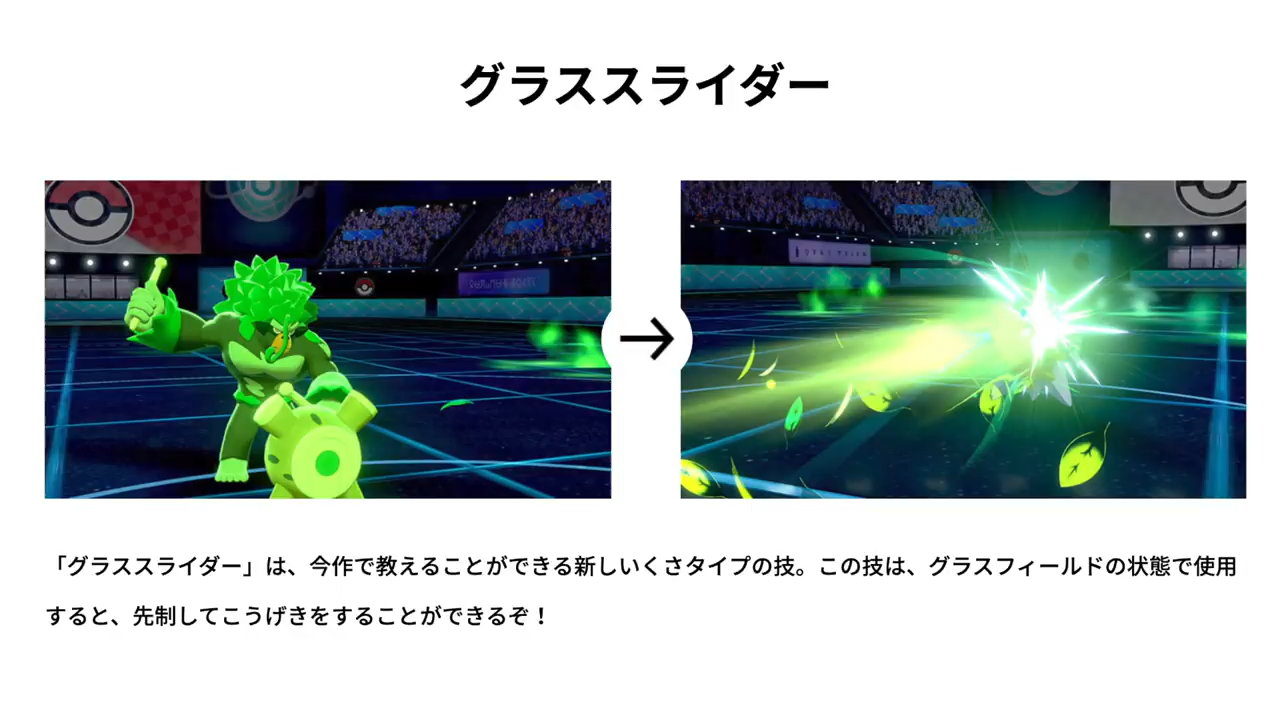 グラススライダー
「グラススライダー」は、今作で教えることができる新しいくさタイプの技。この技は、グラスフィールドの状態で使用
すると、先制してこうげきをすることができるぞ！